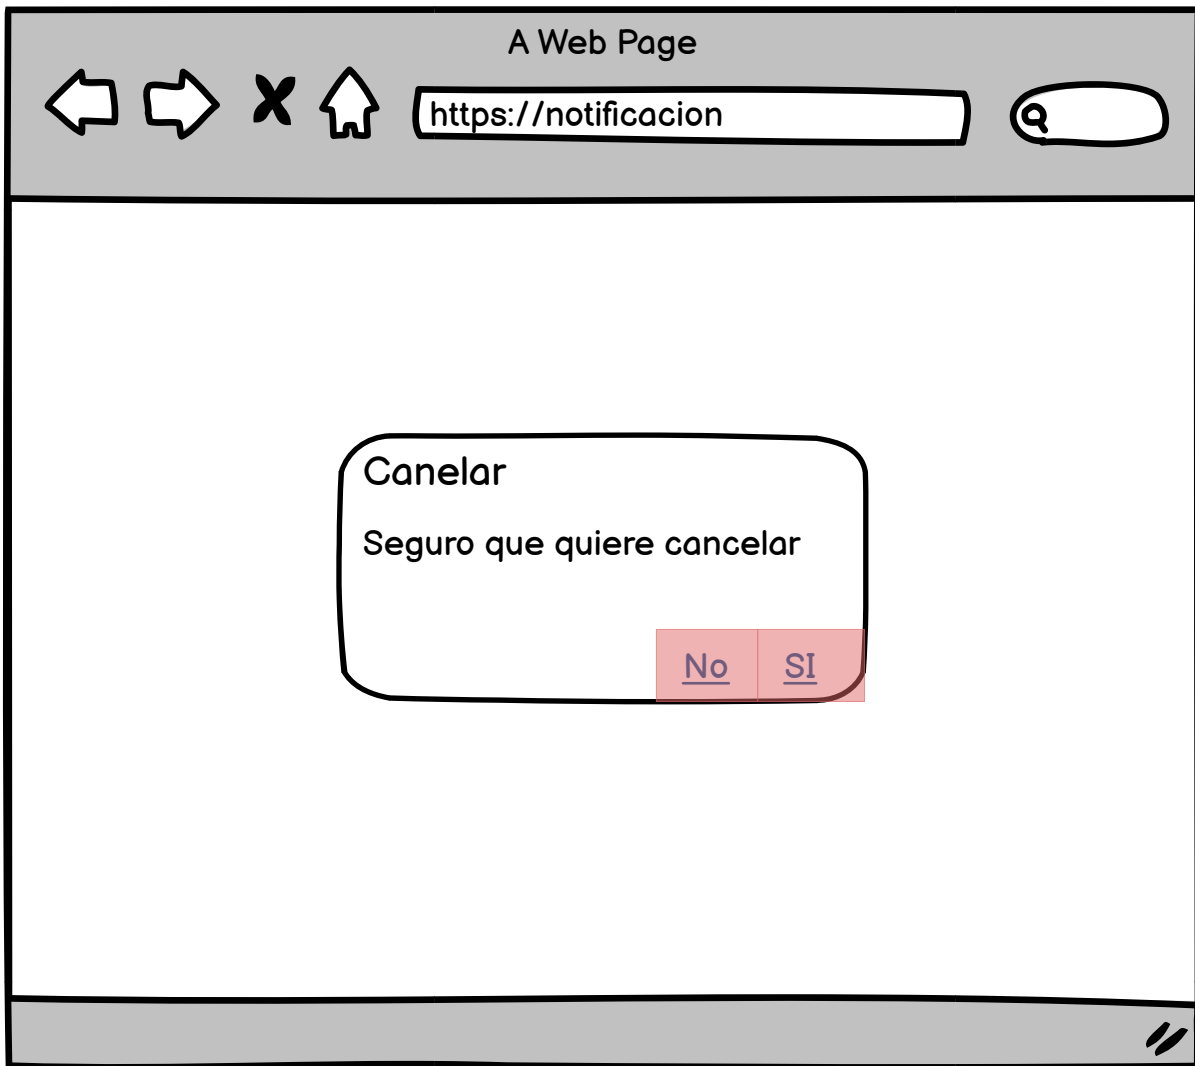 A Web Page
https://notificacion
Canelar
Seguro que quiere cancelar
No SI